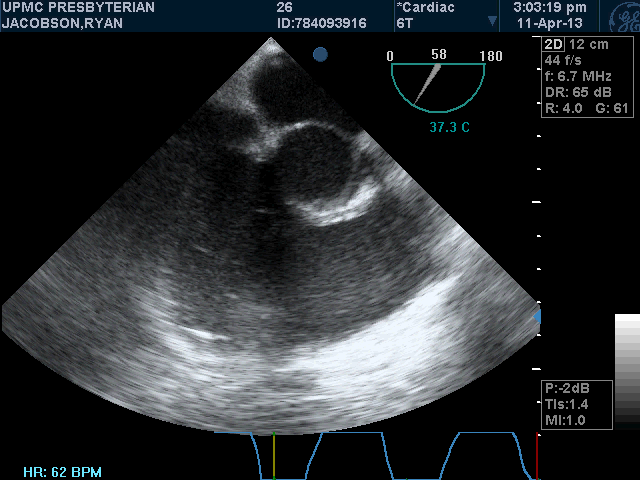 UPMC PRESBYTERIAN 26 *Cardiac 3:03:19 pm
JACOBSON,RYAN ID:784093916 6T 11-Apr-13
0 58 180
37.3 C
2D 12 cm
44 f/s
f: 6.7 MHz
DR: 65 dB
R: 4.0 G: 61
P:-2dB
TIs:1.4
MI:1.0
HR: 62 BPM